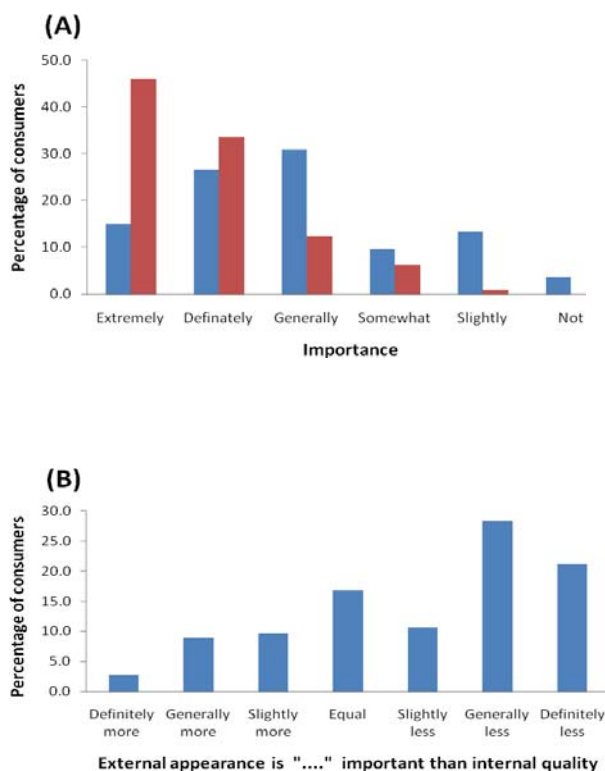 (A)
Percentage of consumers
50.0
40.0
30.0
20.0
10.0
0.0
Extremely Definately Generally Somewhat Slightly Not
Importance
(B)
Percentage of consumers
30.0
25.0
20.0
15.0
10.0
5.0
0.0
Definitely Generally Slightly Equal Slightly Generally Definitely
more more more less less less
External appearance is "...." important than internal quality